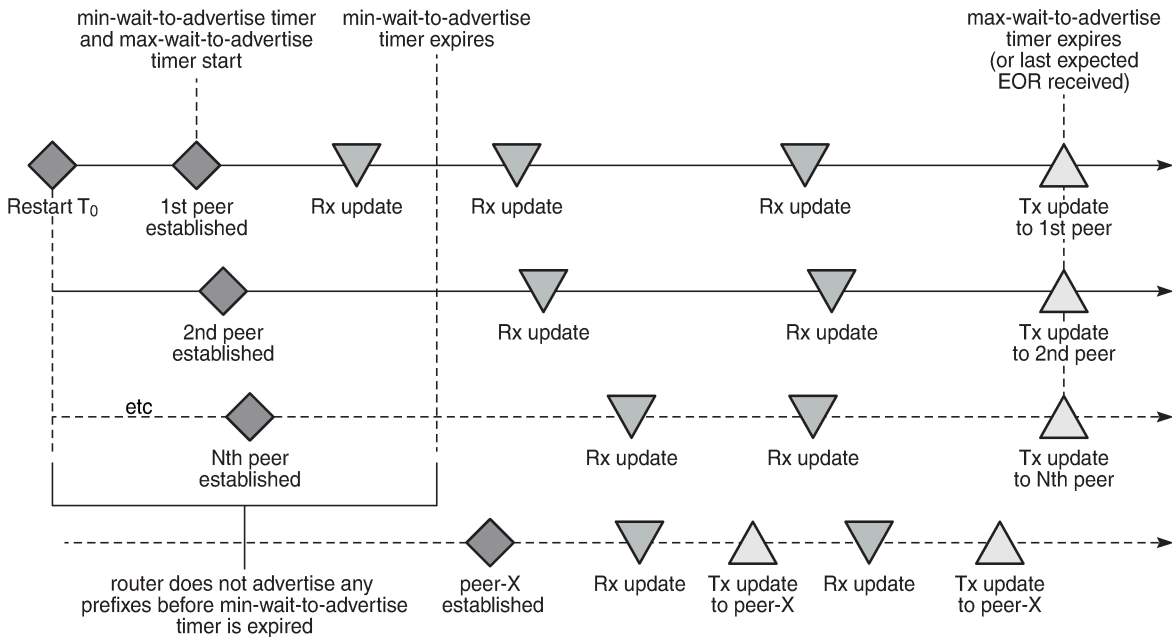 min-wait-to-advertise timer
and max-wait-to-advertise
timer start
min-wait-to-advertise
timer expires
max-wait-to-advertise
timer expires
(or last expected
EOR received)
Restart T0
1st peer
established
Rx update
Rx update
Rx update
Tx update
to 1st peer
2nd peer
established
Rx update
Rx update
Tx update
to 2nd peer
etc
Nth peer
established
Rx update
Rx update
Tx update
to Nth peer
router does not advertise any
prefixes before min-wait-to-advertise
timer is expired
peer-X
established
Rx update
Tx update
to peer-X
Rx update
Tx update
to peer-X